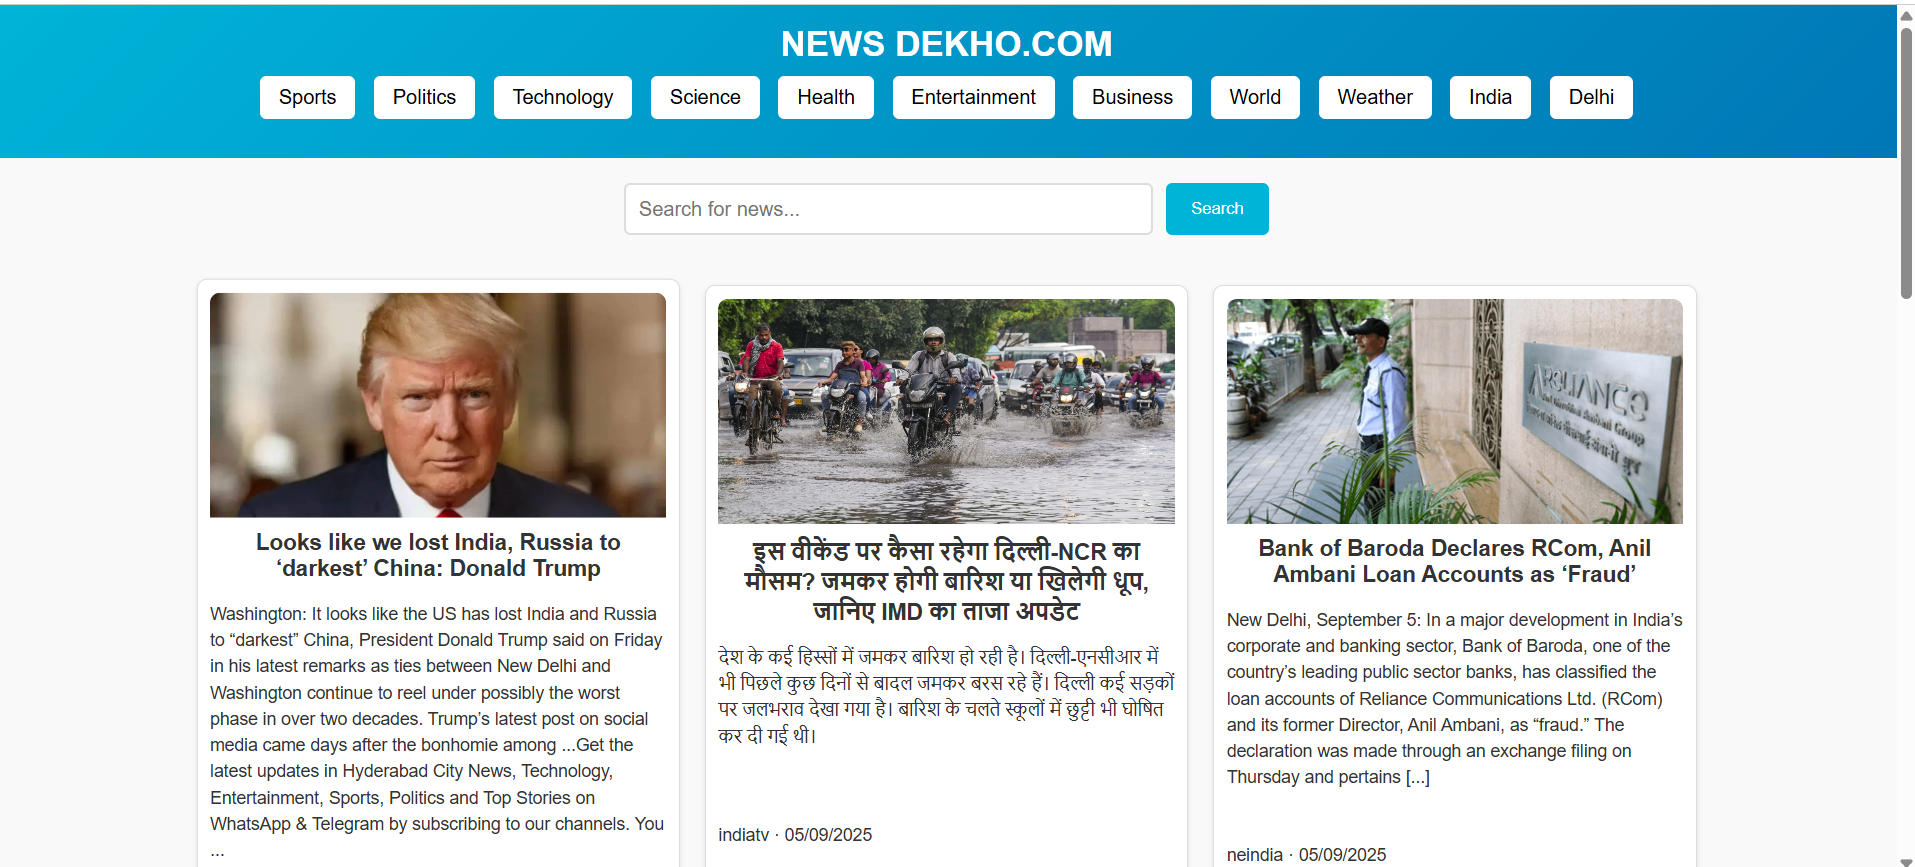 NEWS DEKHO.COM
Sports Politics Technology Science Health Entertainment Business World Weather India Delhi
Search for news...
Search
Looks like we lost India, Russia to
‘darkest’ China: Donald Trump
Washington: It looks like the US has lost India and Russia
to “darkest” China, President Donald Trump said on Friday
in his latest remarks as ties between New Delhi and
Washington continue to reel under possibly the worst
phase in over two decades. Trump’s latest post on social
media came days after the bonhomie among ...Get the
latest updates in Hyderabad City News, Technology,
Entertainment, Sports, Politics and Top Stories on
WhatsApp & Telegram by subscribing to our channels. You
...
इस वीकेंड पर कैसा रहेगा दिल्ली-NCR का
मौसम? जमकर होगी बारिश या खिलेगी धूप,
जानिए IMD का ताजा अपडेट
देश के कई हिस्सों में जमकर बारिश हो रही है। दिल्ली-एनसीआर में
भी पिछले कुछ दिनों से बादल जमकर बरस रहे हैं। दिल्ली कई सड़कों
पर जलभराव देखा गया है। बारिश के चलते स्कूलों में छुट्टी भी घोषित
कर दी गई थी।
indiatv · 05/09/2025
RELIANCE
Anil Dhirubhai Ambani Group
Bank of Baroda Declares RCom, Anil
Ambani Loan Accounts as ‘Fraud’
New Delhi, September 5: In a major development in India’s
corporate and banking sector, Bank of Baroda, one of the
country’s leading public sector banks, has classified the
loan accounts of Reliance Communications Ltd. (RCom)
and its former Director, Anil Ambani, as “fraud.” The
declaration was made through an exchange filing on
Thursday and pertains [...]
neindia · 05/09/2025